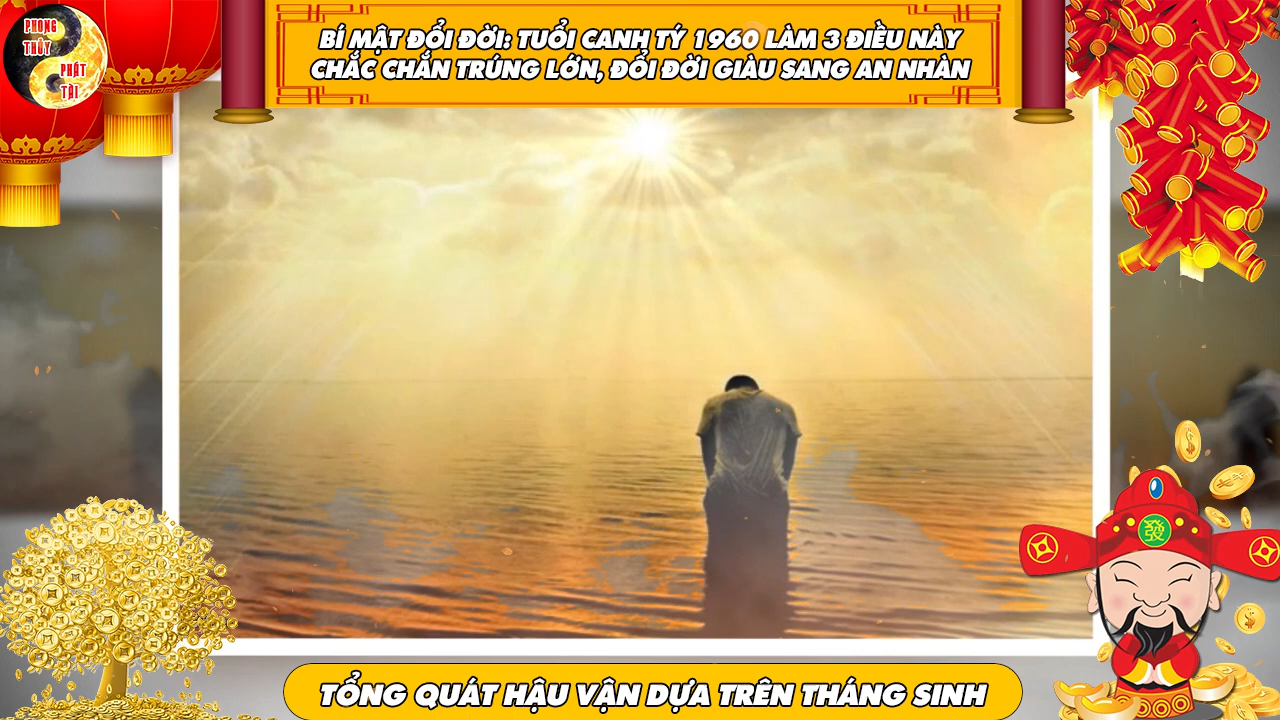 PHONG
THỦY
PHÁT
TÀI
BÍ MẬT ĐỔI ĐỜI: TUỔI CANH TÝ 1960 LÀM 3 ĐIỀU NÀY
CHẮC CHẮN TRÚNG LỚN, ĐỔI ĐỜI GIÀU SANG AN NHÀN
發
TỔNG QUÁT HẬU VẬN DỰA TRÊN THÁNG SINH